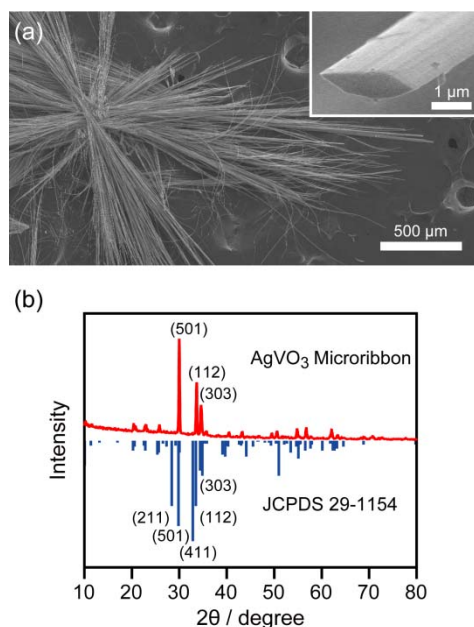 (a)
1 μm
500 μm
(b)
(501)
AgVO₃ Microribbon
(112)
(303)
Intensity
(303)
JCPDS 29-1154
(211)
(112)
(501)
(411)
10 20 30 40 50 60 70 80
2θ / degree